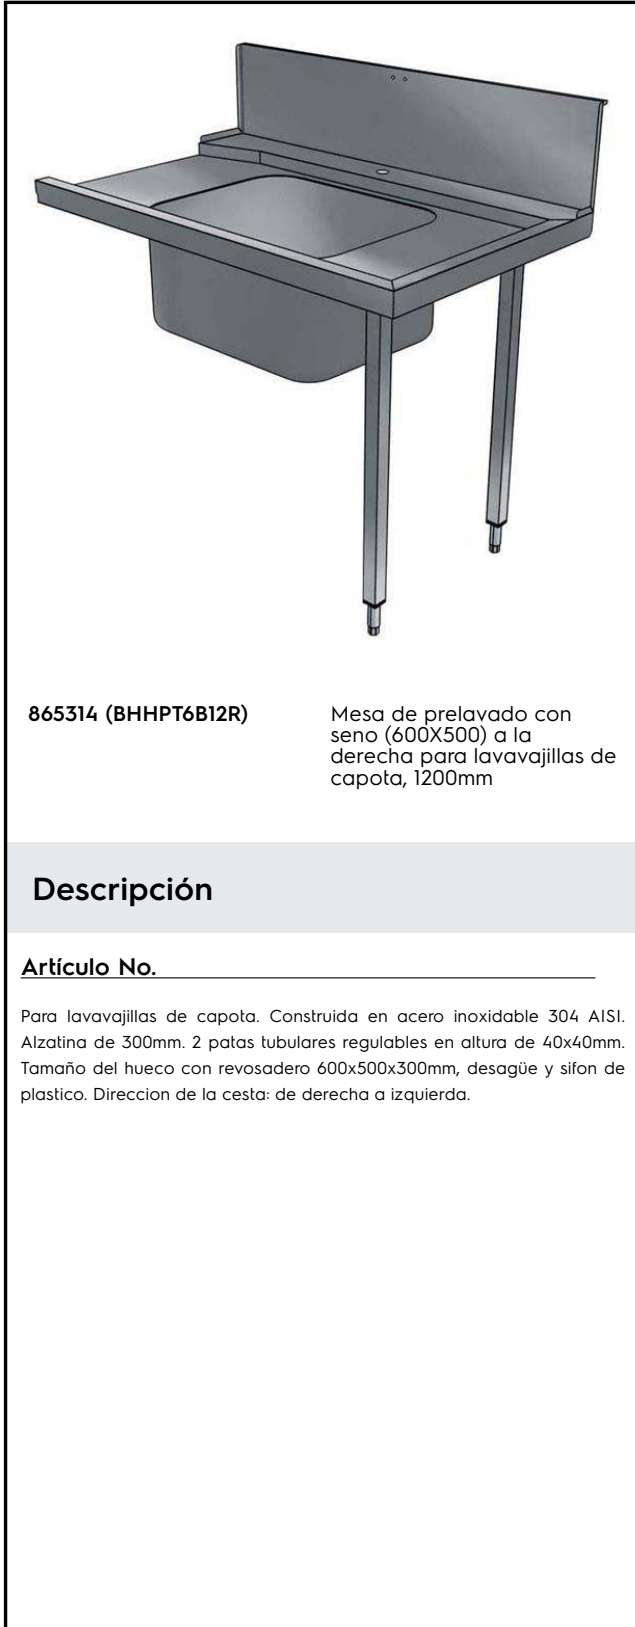 865314 (BHHPT6B12R)
Mesa de prelavado con
seno (600X500) a la
derecha para lavavajillas de
capota, 1200mm
Descripción
Artículo No.
Para lavavajillas de capota. Construida en acero inoxidable 304 AISI.
Alzatina de 300mm. 2 patas tubulares regulables en altura de 40x40mm.
Tamaño del hueco con revosadero 600x500x300mm, desagüe y sifon de
plastico. Direccion de la cesta: de derecha a izquierda.